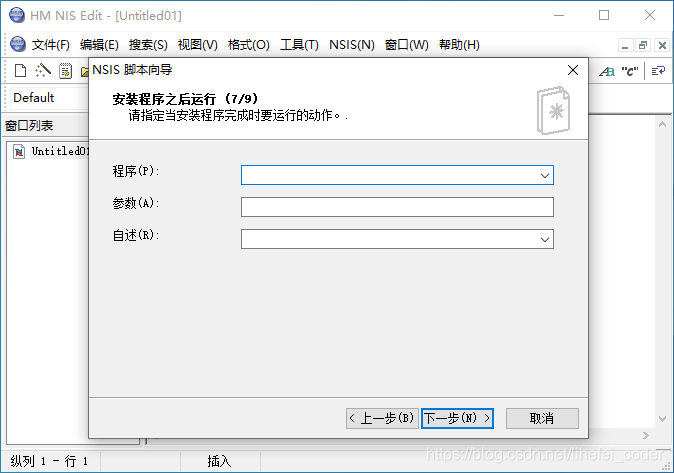 HM NIS Edit - [Untitled01]
文件(F) 编辑(E) 搜索(S) 视图(V) 格式(O) 工具(T) NSIS(N) 窗口(W) 帮助(H)
NSIS 脚本向导
Aa "C"
Default
安装程序之后运行 (7/9)
请指定当安装程序完成时要运行的动作。.
窗口列表
Untitled01
程序(P):
参数(A):
自述(R):
< 上一步(B) 下一步(N) > 取消
https://blog.csdn.net/lihefei_coder
纵列 1 - 行 1 插入